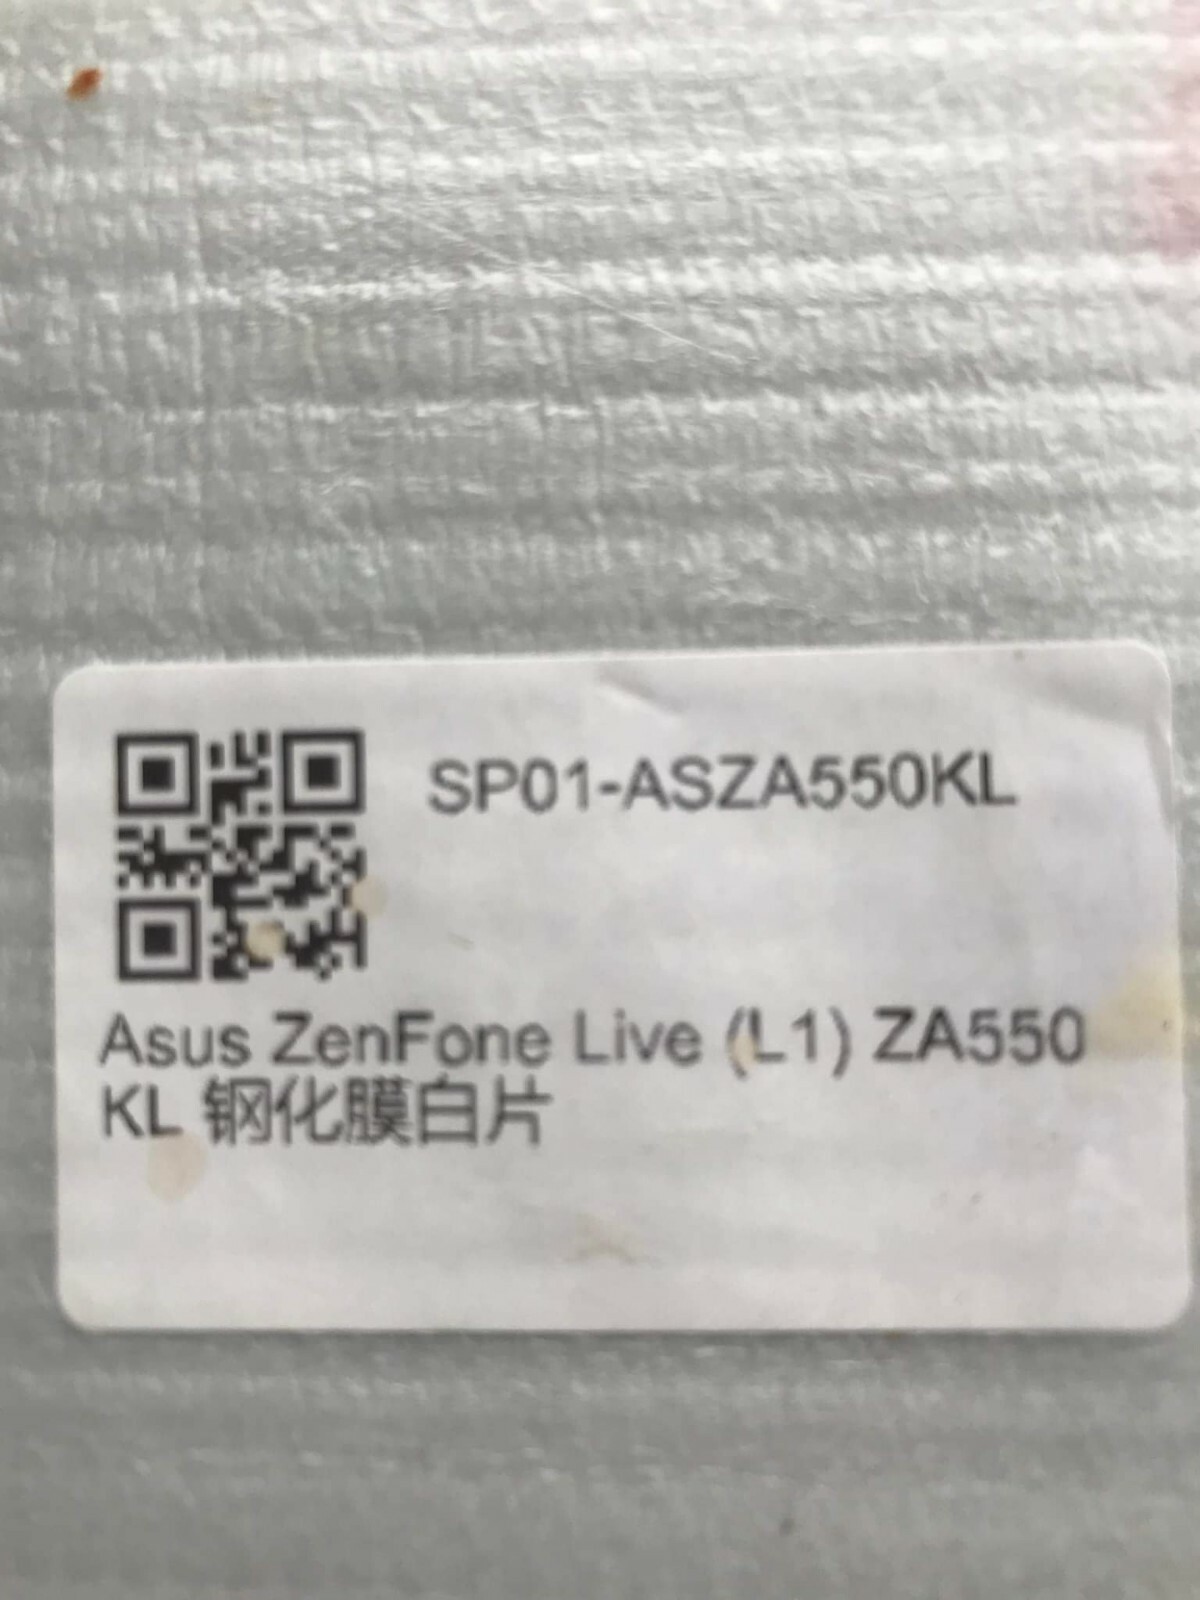 SP01-ASZA550KL
Asus ZenFone Live (L1) ZA550
KL 钢化膜白片